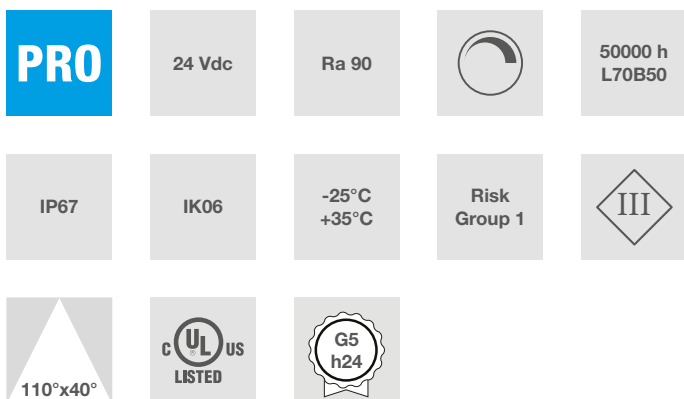 PRO
24 Vdc
Ra 90
50000 h
L70B50
IP67
IK06
-25°C
+35°C
Risk
Group 1
III
110°x40°
C UL US
®
LISTED
G5
h24